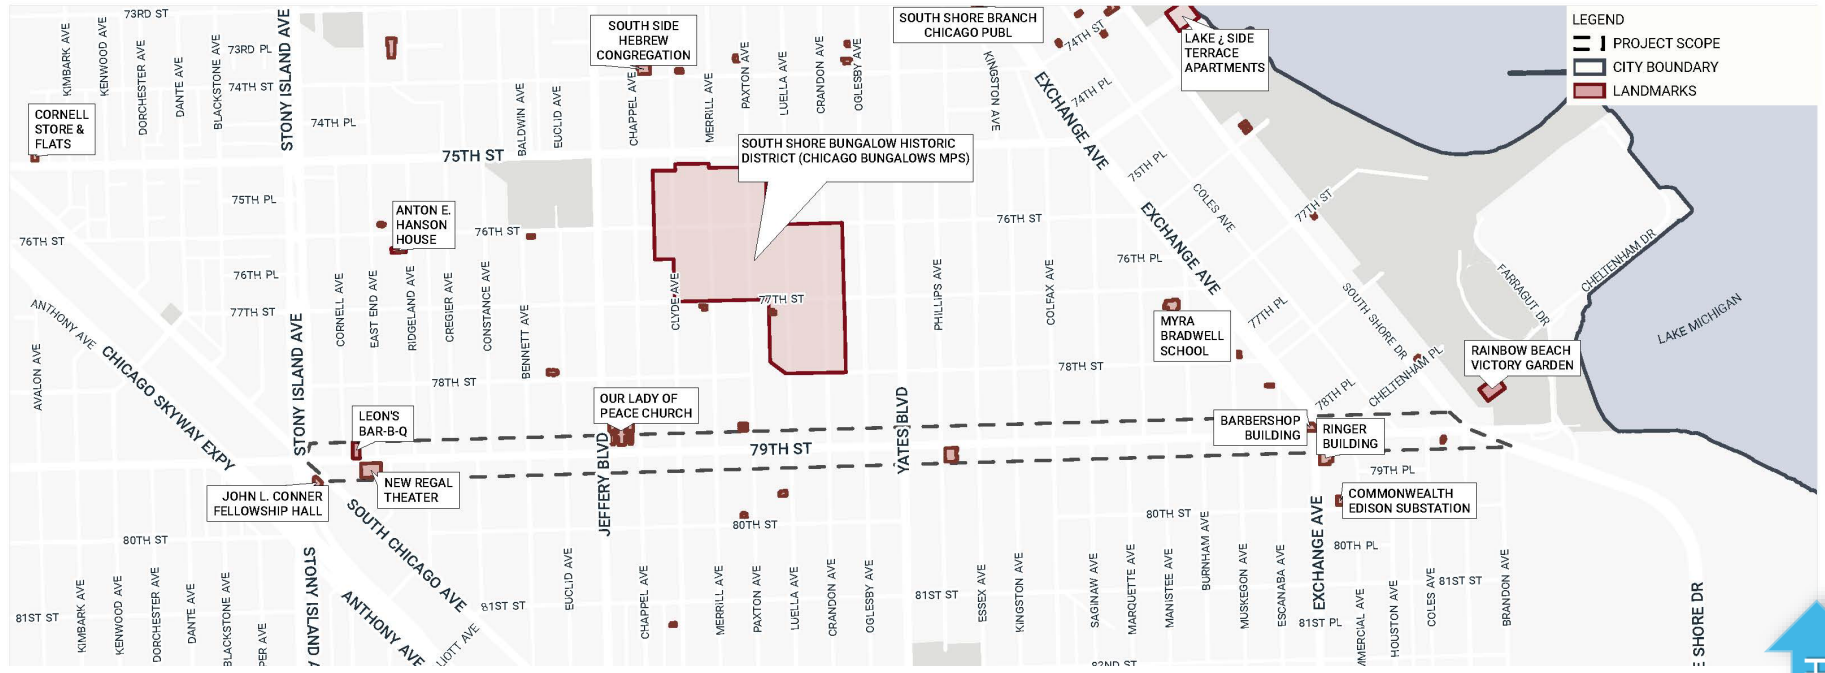 73RD ST
KIMBARK AVE
KENWOOD AVE
DORCHESTER AVE
DANTE AVE
BLACKSTONE AVE
73RD PL
74TH ST
STONY ISLAND AVE
74TH PL
SOUTH SIDE
HEBREW
CONGREGATION
SOUTH SHORE BRANCH
CHICAGO PUBL
LAKE ¿ SIDE
TERRACE
APARTMENTS
LEGEND
PROJECT SCOPE
CITY BOUNDARY
LANDMARKS
CORNELL
STORE &
FLATS
BALDWIN AVE
EUCLID AVE
CHAPPEL AVE
MERRILL AVE
PAXTON AVE
LUELLA AVE
CRANDON AVE
OGLESBY AVE
KINGSTON AVE
74TH ST
74TH PL
EXCHANGE AVE
75TH ST
SOUTH SHORE BUNGALOW HISTORIC
DISTRICT (CHICAGO BUNGALOWS MPS)
75TH PL
75TH PL
COLES AVE
77TH ST
ANTON E.
HANSON
HOUSE
76TH ST
76TH ST
76TH ST
EXCHANGE AVE
76TH PL
76TH PL
77TH ST
77TH ST
CORNELL AVE
EAST END AVE
RIDGELAND AVE
CREGIER AVE
CONSTANCE AVE
BENNETT AVE
CLYDE AVE
PHILLIPS AVE
COLFAX AVE
77TH PL
SOUTH SHORE DR
FARRAGUT DR
CHELTENHAM DR
LAKE MICHIGAN
ANTHONY AVE
AVALON AVE
CHICAGO SKYWAY EXPY
STONY ISLAND AVE
78TH ST
78TH ST
MYRA
BRADWELL
SCHOOL
78TH PL
CHELTENHAM PL
RAINBOW BEACH
VICTORY GARDEN
LEON'S
BAR-B-Q
OUR LADY OF
PEACE CHURCH
JEFFERY BLVD
79TH ST
YATES BLVD
BARBERSHOP
BUILDING
RINGER
BUILDING
79TH PL
NEW REGAL
THEATER
JOHN L. CONNER
FELLOWSHIP HALL
COMMONWEALTH
EDISON SUBSTATION
SOUTH CHICAGO AVE
80TH ST
80TH ST
80TH ST
80TH PL
EXCHANGE AVE
STONY ISLAND A
ANTHONY AVE
81ST ST
81ST ST
81ST ST
81ST ST
81ST PL
82ND ST
KIMBARK AVE
KENWOOD AVE
DORCHESTER AVE
DANTE AVE
BLACKSTONE AVE
PER AVE
LIOTT AVE
EUCLID AVE
CHAPPEL AVE
MERRILL AVE
PAXTON AVE
LUELLA AVE
CRANDON AVE
OGLESBY AVE
ESSEX AVE
KINGSTON AVE
SAGINAW AVE
MARQUETTE AVE
MANISTEE AVE
BURNHAM AVE
MUSKEGON AVE
ESCANABA AVE
MMERCIAL AVE
HOUSTON AVE
COLES AVE
BRANDON AVE
E SHORE DR